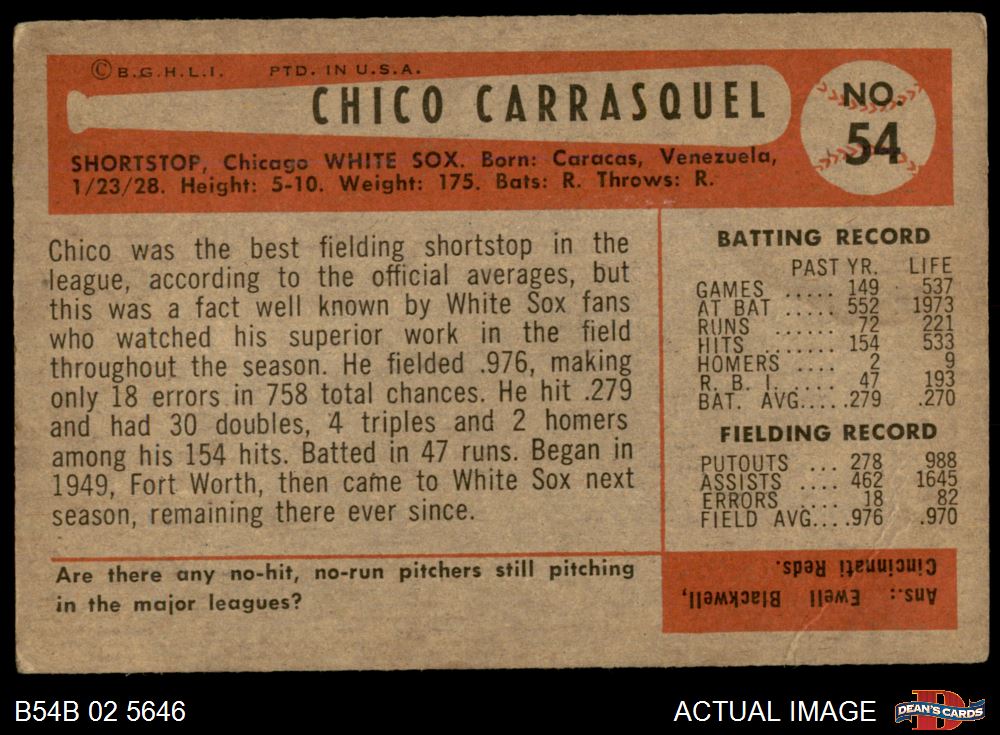 © B.G.H.L.I. PTD. IN U.S.A.
CHICO CARRASQUEL
NO.
54
SHORTSTOP, Chicago WHITE SOX. Born: Caracas, Venezuela,
1/23/28. Height: 5-10. Weight: 175. Bats: R. Throws: R.
Chico was the best fielding shortstop in the
league, according to the official averages, but
this was a fact well known by White Sox fans
who watched his superior work in the field
throughout the season. He fielded .976, making
only 18 errors in 758 total chances. He hit .279
and had 30 doubles, 4 triples and 2 homers
among his 154 hits. Batted in 47 runs. Began in
1949, Fort Worth, then came to White Sox next
season, remaining there ever since.
BATTING RECORD
PAST YR. LIFE
GAMES ..... 149 537
AT BAT ..... 552 1973
RUNS ...... 72 221
HITS ....... 154 533
HOMERS .... 2 9
R. B. I. ..... 47 193
BAT. AVG.....279 .270
FIELDING RECORD
PUTOUTS ... 278 988
ASSISTS .... 462 1645
ERRORS .... 18 82
FIELD AVG....976 .970
Are there any no-hit, no-run pitchers still pitching
in the major leagues?
Ans.: Ewell Blackwell,
Cincinnati Reds.
B54B 02 5646
ACTUAL IMAGE
DEAN'S CARDS